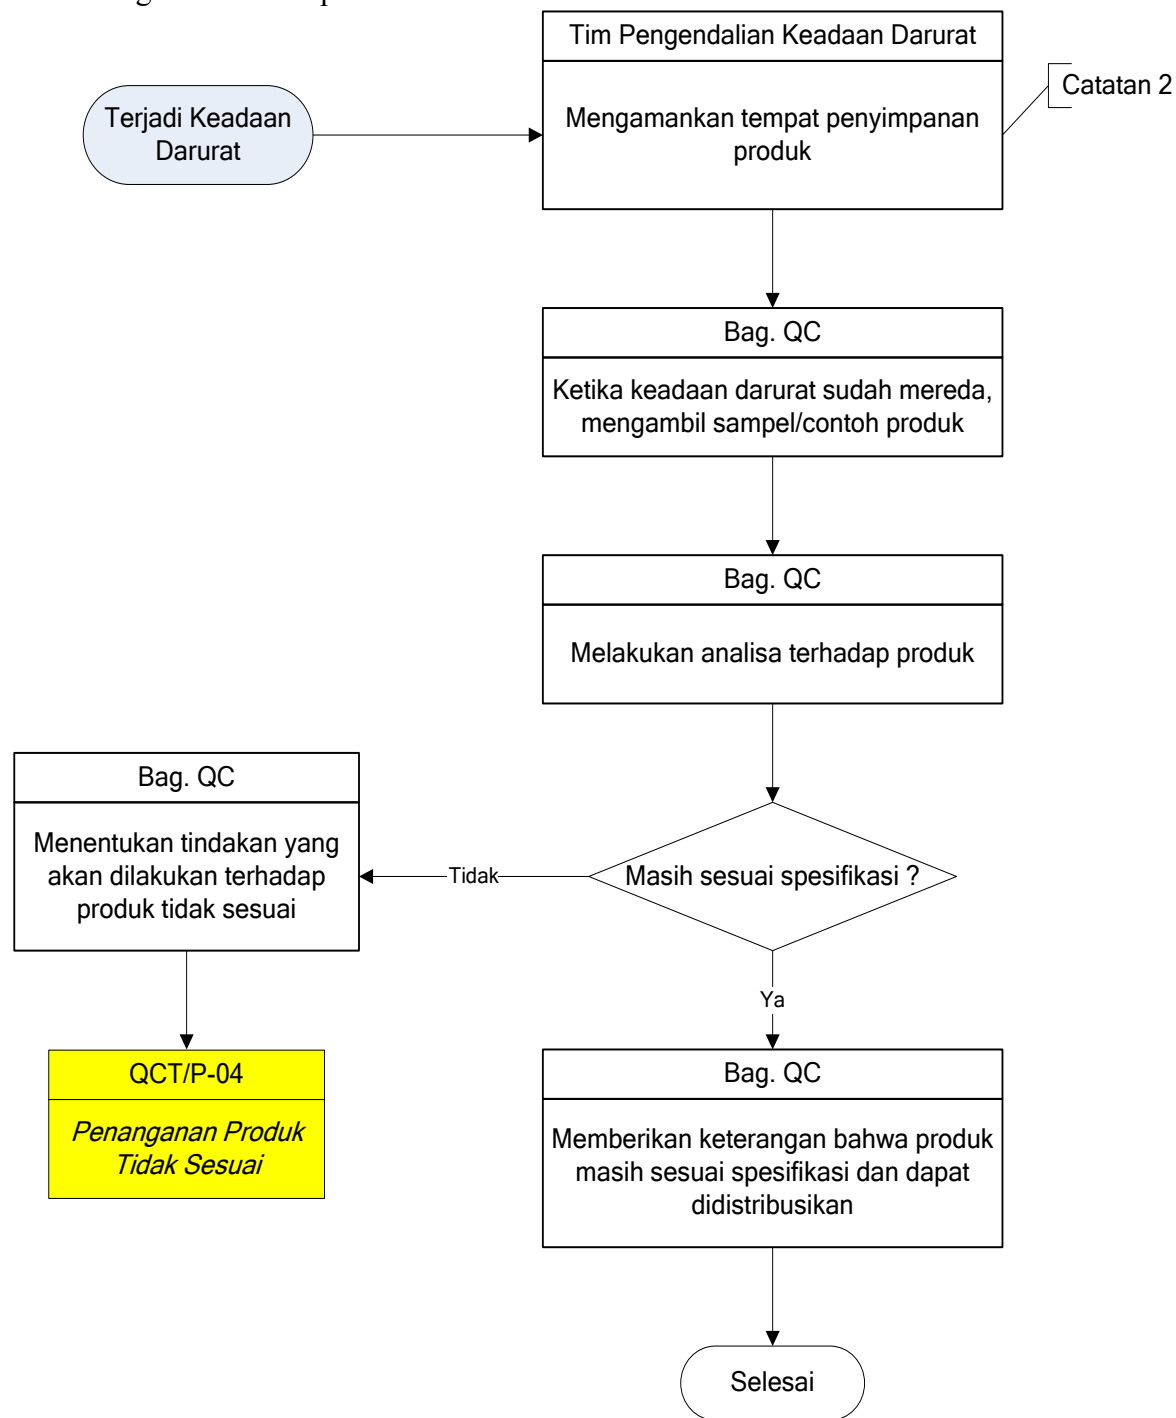 Tim Pengendalian Keadaan Darurat
Catatan 2
Terjadi Keadaan
Darurat
Mengamankan tempat penyimpanan
produk
Bag. QC
Ketika keadaan darurat sudah mereda,
mengambil sampel/contoh produk
Bag. QC
Melakukan analisa terhadap produk
Masih sesuai spesifikasi ?
Tidak
Bag. QC
Menentukan tindakan yang
akan dilakukan terhadap
produk tidak sesuai
QCT/P-04
Penanganan Produk
Tidak Sesuai
Ya
Bag. QC
Memberikan keterangan bahwa produk
masih sesuai spesifikasi dan dapat
didistribusikan
Selesai